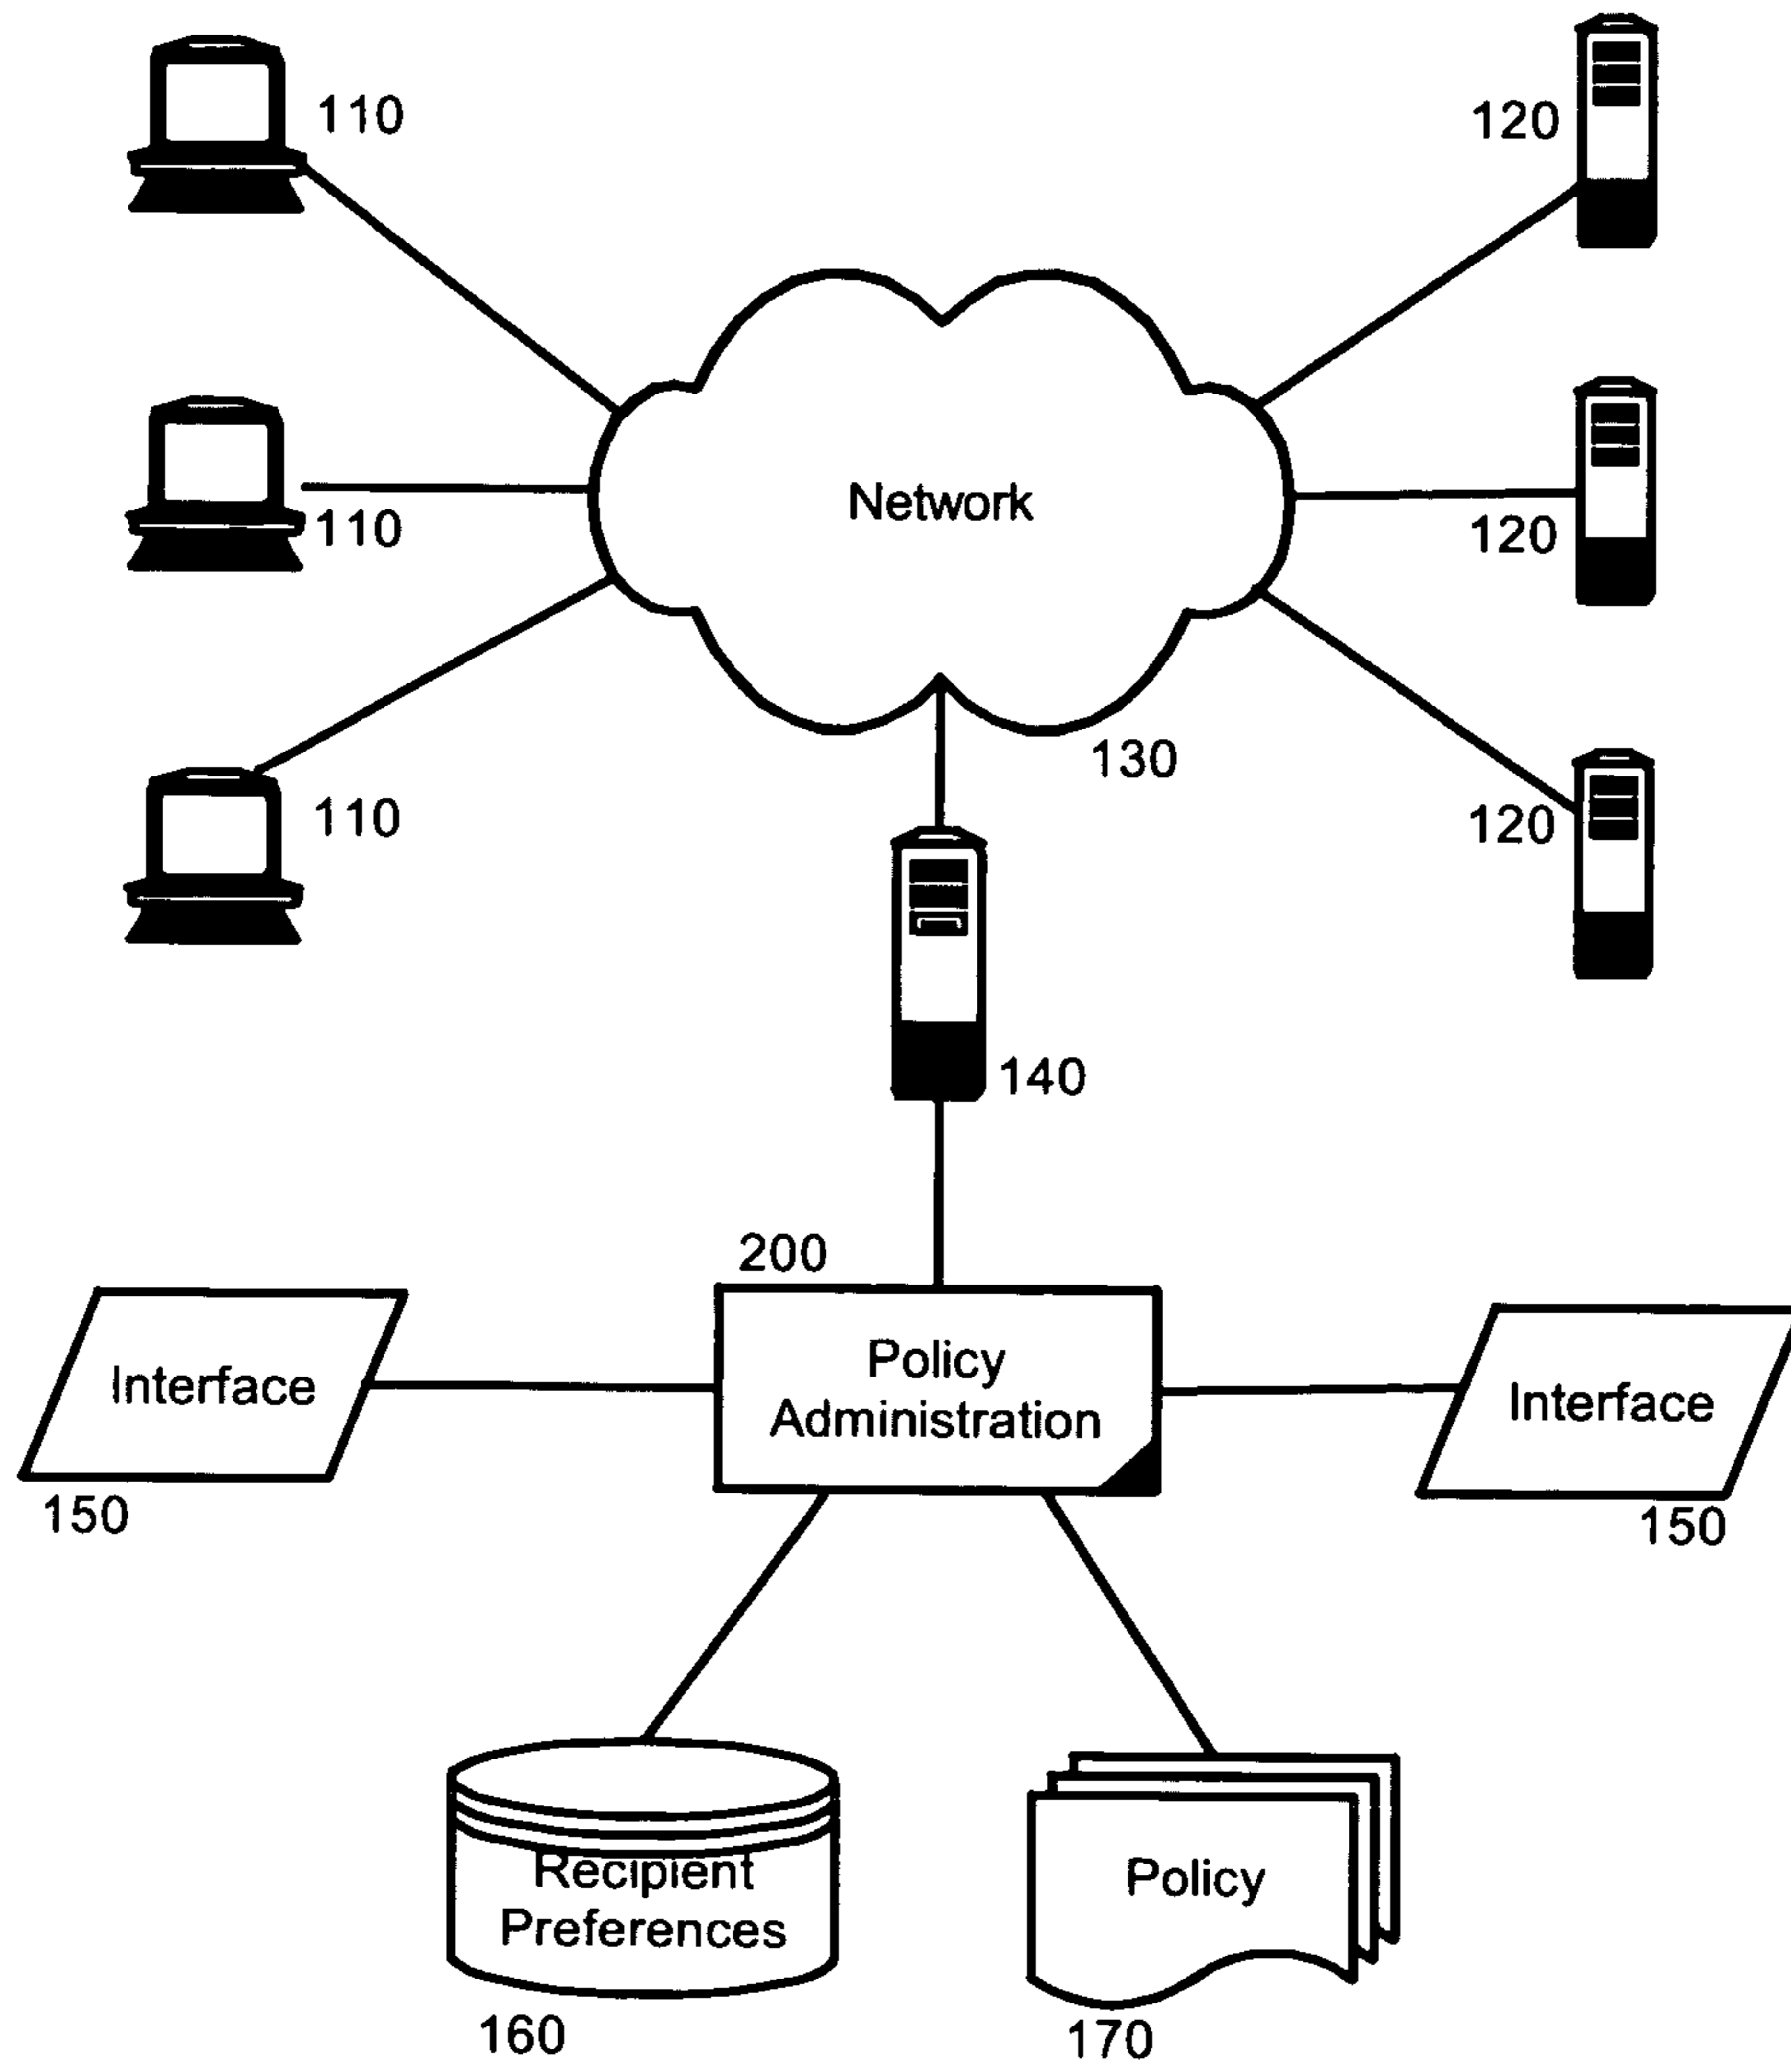 110
120
Network
110
120
130
110
120
140
200
Policy
Administration
Interface
Interface
150
150
Recipient
Preferences
Policy
160
170